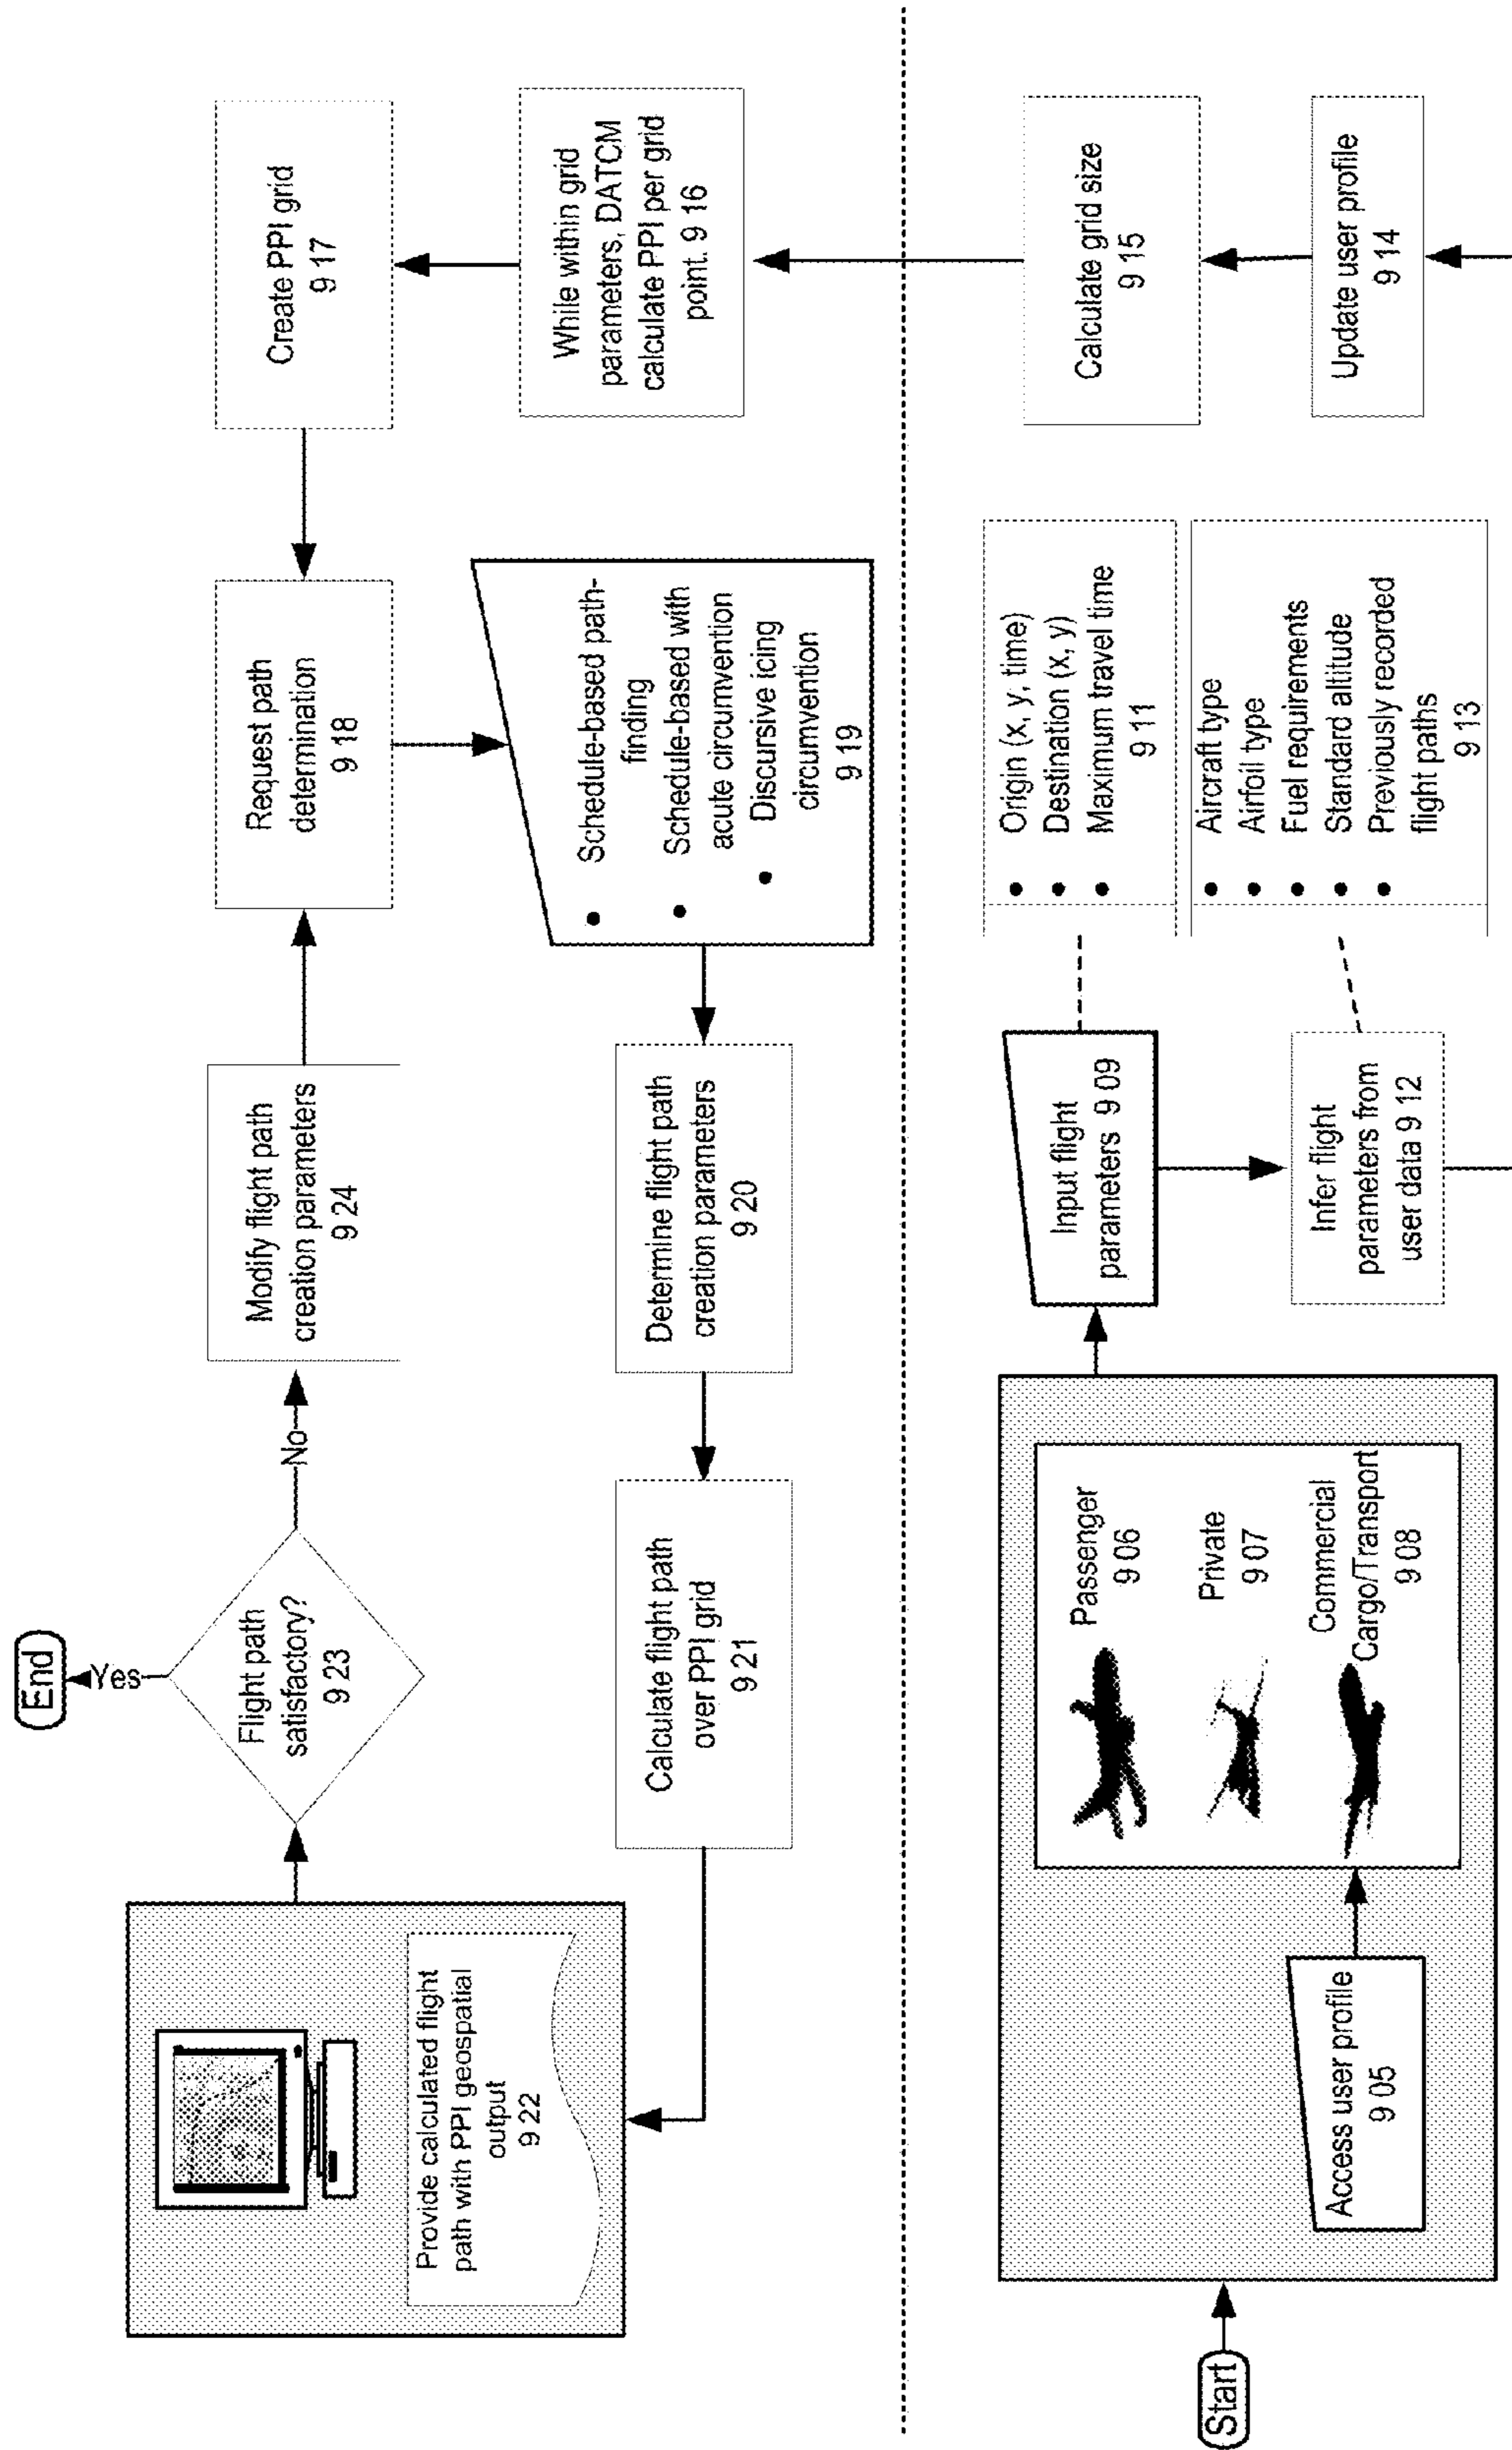 End
Yes
Flight path
satisfactory?
9 23
No
Modify flight path
creation parameters
9 24
Request path
determination
9 18
Create PPI grid
9 17
Provide calculated flight
path with PPI geospatial
output
9 22
Calculate flight path
over PPI grid
9 21
Determine flight path
creation parameters
9 20
• Schedule-based path-
finding
• Schedule-based with
acute circumvention
• Discursive icing
circumvention
9 19
While within grid
parameters, DATCM
calculate PPI per grid
point. 9 16
Start
Access user profile
9 05
Passenger
9 06
Private
9 07
Commercial
Cargo/Transport
9 08
Input flight
parameters 9 09
Infer flight
parameters from
user data 9 12
• Origin (x, y, time)
• Destination (x, y)
• Maximum travel time
9 11
• Aircraft type
• Airfoil type
• Fuel requirements
• Standard altitude
• Previously recorded
flight paths
9 13
Calculate grid size
9 15
Update user profile
9 14